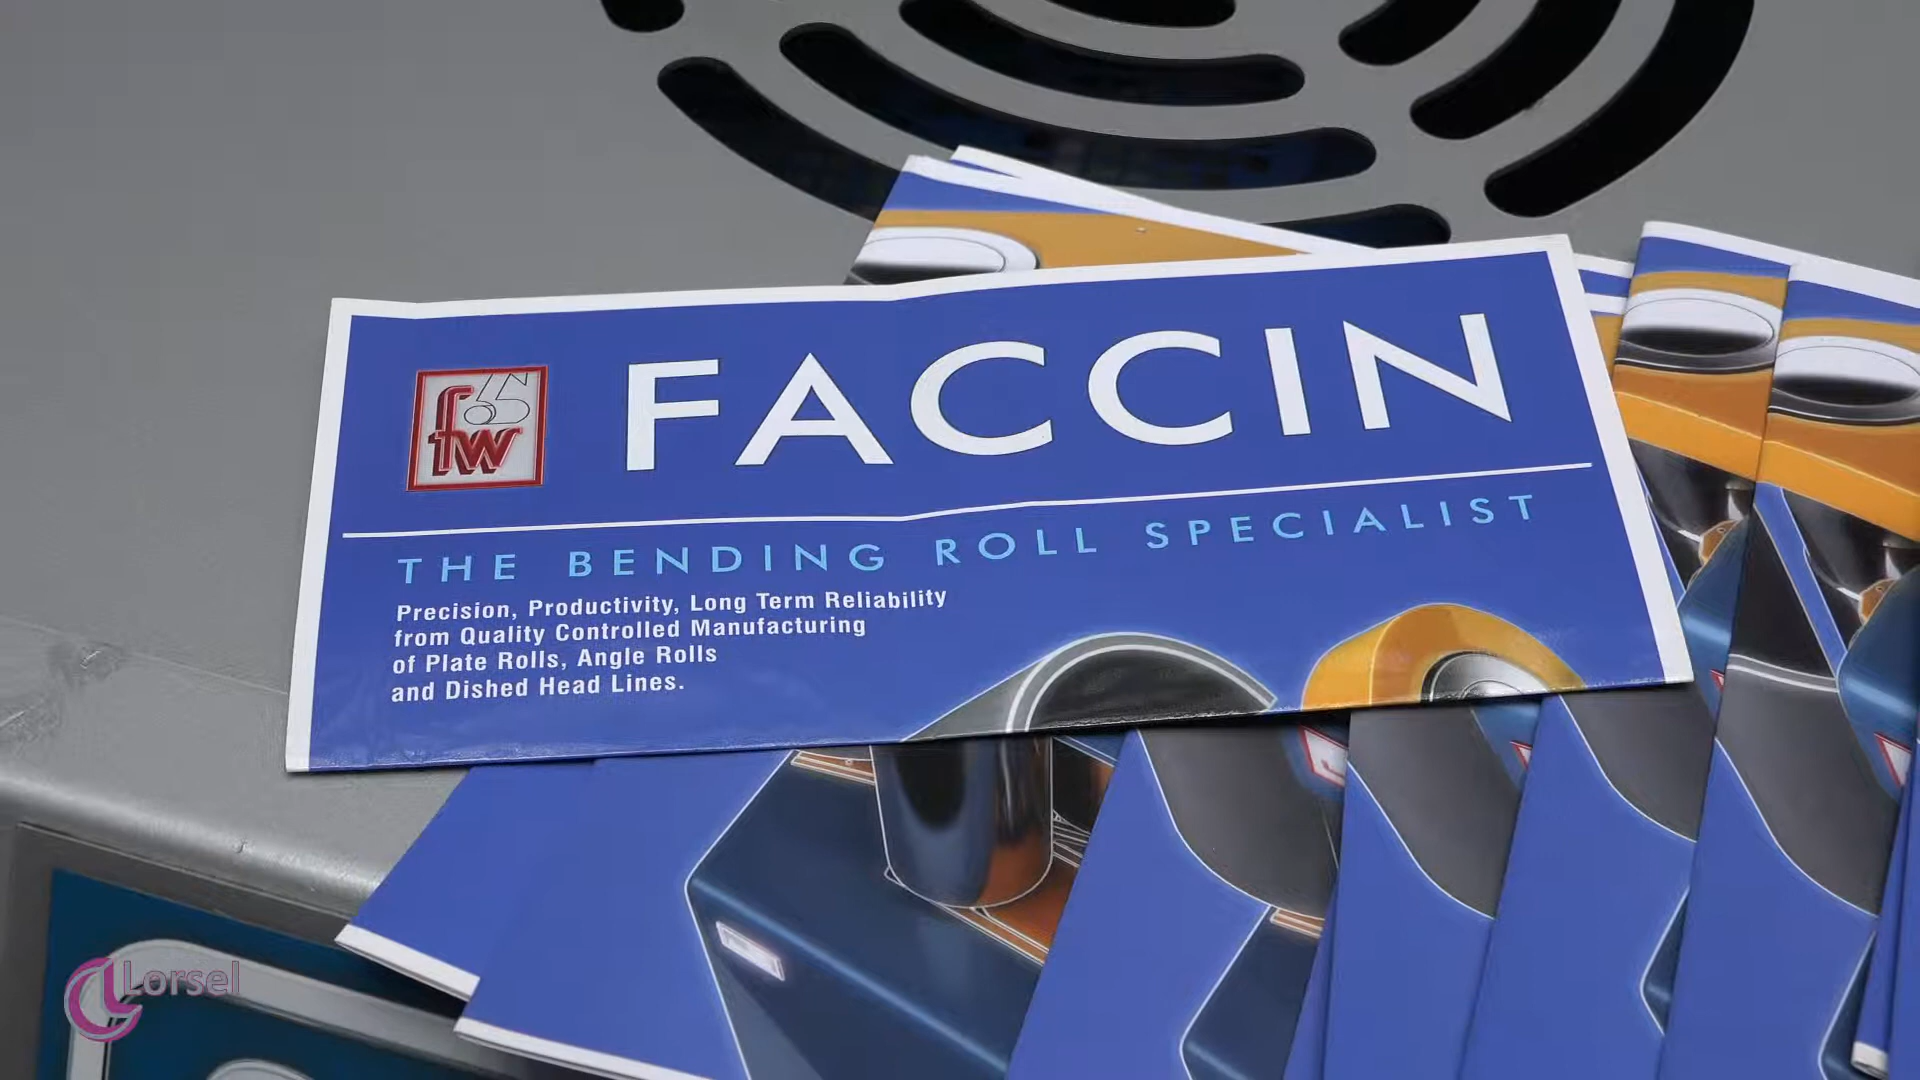 FACCIN
fw
THE BENDING ROLL SPECIALIST
Precision, Productivity, Long Term Reliability
from Quality Controlled Manufacturing
of Plate Rolls, Angle Rolls
and Dished Head Lines.
Lorsel